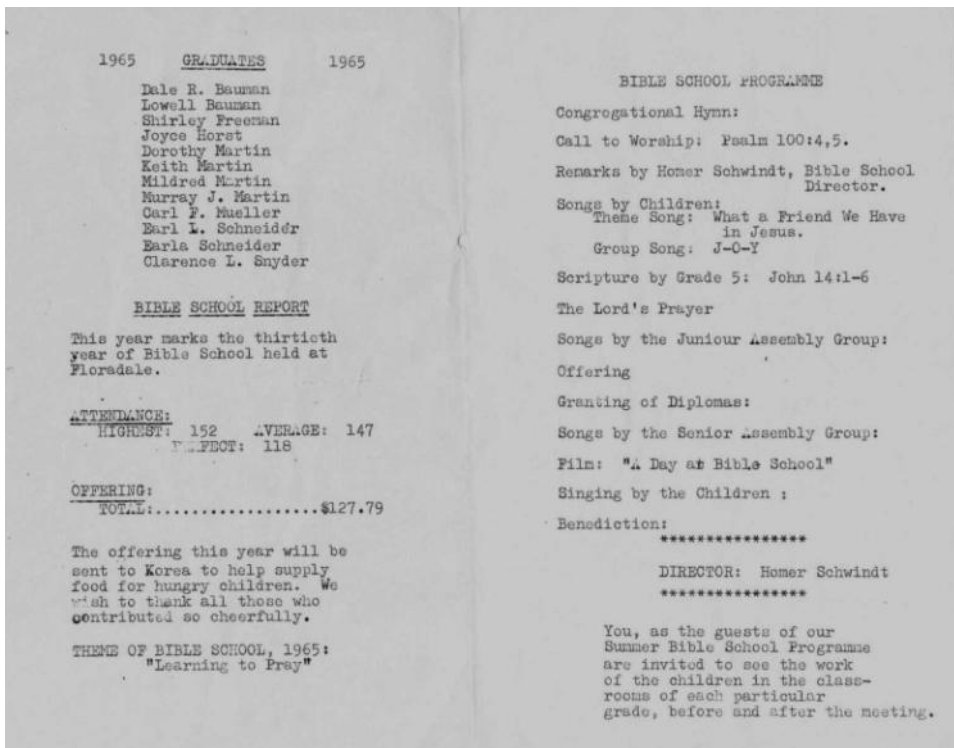 1965 GRADUATES 1965
Dale R. Bauman
Lowell Bauman
Shirley Freeman
Joyce Horst
Dorothy Martin
Keith Martin
Mildred Martin
Murray J. Martin
Carl F. Mueller
Earl L. Schneider
Earla Schneider
Clarence L. Snyder
BIBLE SCHOOL REPORT
This year marks the thirtieth
year of Bible School held at
Floradale.
ATTENDANCE:
HIGHEST: 152 AVERAGE: 147
PERFECT: 118
OFFERING:
TOTAL:...................$127.79
The offering this year will be
sent to Korea to help supply
food for hungry children. We
wish to thank all those who
contributed so cheerfully.
THEME OF BIBLE SCHOOL, 1965:
"Learning to Pray"
BIBLE SCHOOL PROGRAMME
Congregational Hymn:
Call to Worship: Psalm 100:4,5.
Remarks by Homer Schwindt, Bible School
Director.
Songs by Children:
Theme Song: What a Friend We Have
in Jesus.
Group Song: J-O-Y
Scripture by Grade 5: John 14:1-6
The Lord's Prayer
Songs by the Juniour Assembly Group:
Offering
Granting of Diplomas:
Songs by the Senior Assembly Group:
Film: "A Day at Bible School"
Singing by the Children :
Benediction:
****************
DIRECTOR: Homer Schwindt
****************
You, as the guests of our
Summer Bible School Programme
are invited to see the work
of the children in the class-
rooms of each particular
grade, before and after the meeting.